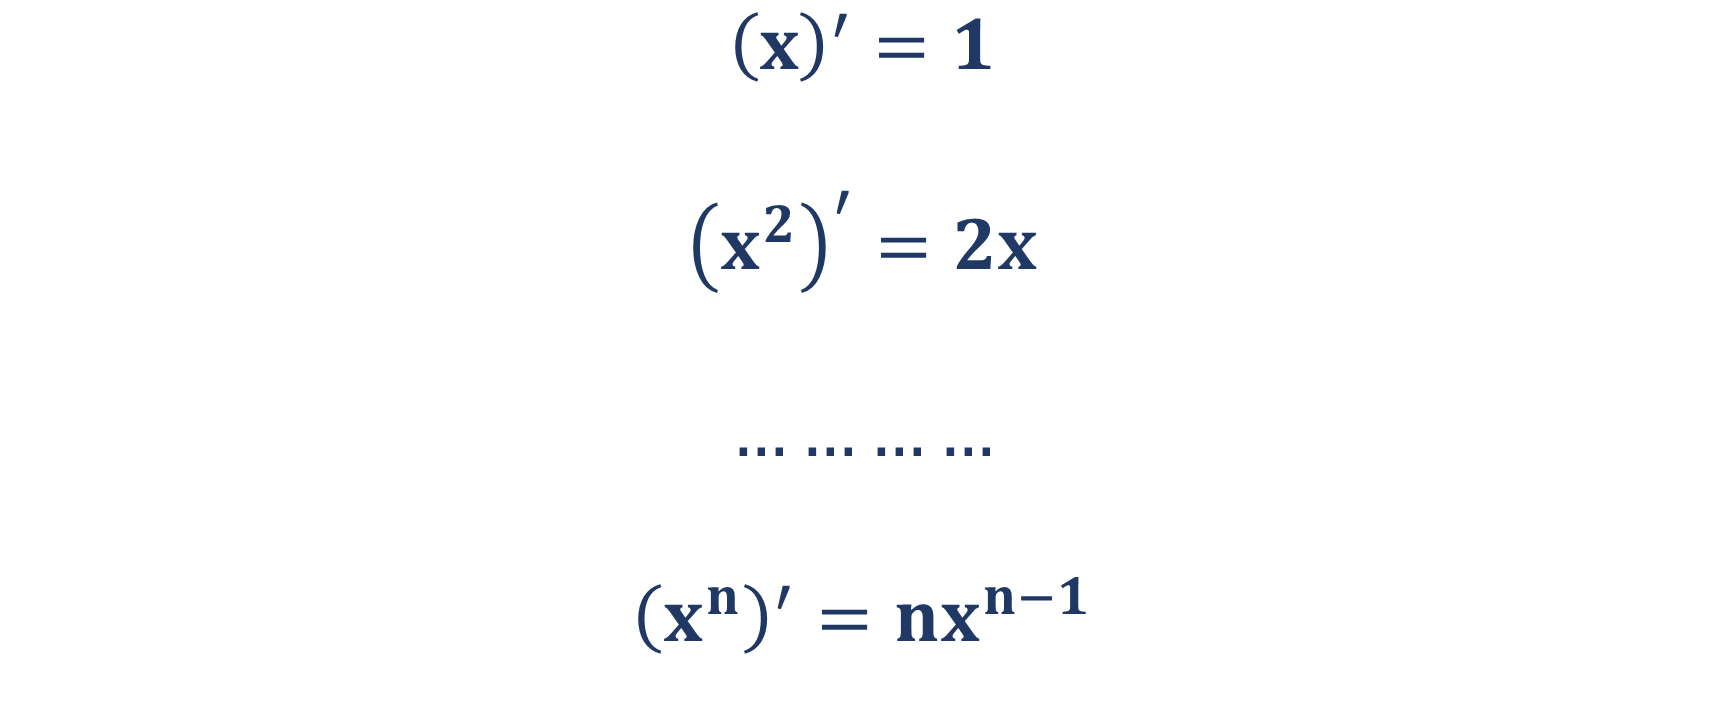 (x)′ = 1
(x²)′ = 2x
… … … …
(xⁿ)′ = nxⁿ⁻¹